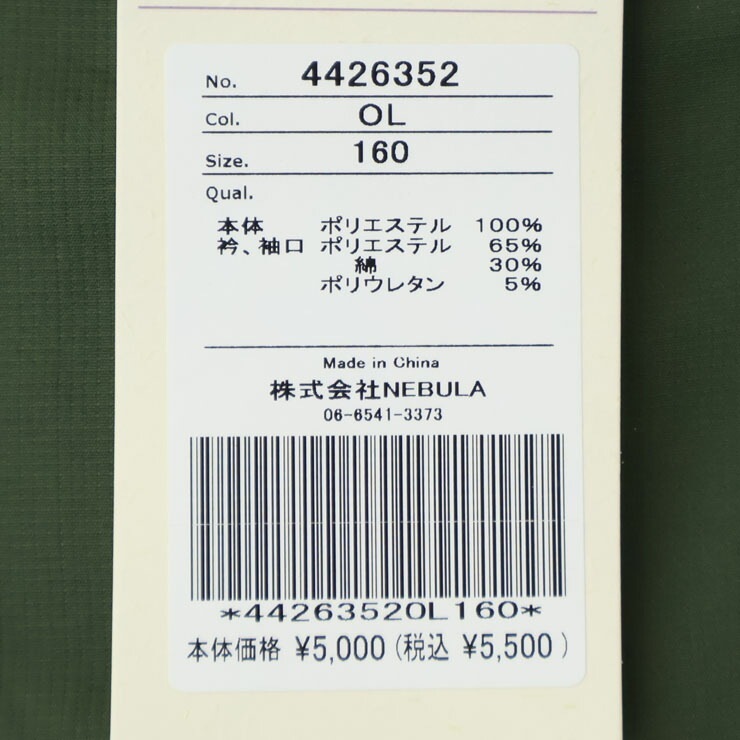 No. 4426352
Col. OL
Size. 160
Qual.
本体 ポリエステル 100%
衿、袖口 ポリエステル 65%
綿 30%
ポリウレタン 5%
Made in China
株式会社NEBULA
06-6541-3373
*4426352OL160*
本体価格 ¥5,000 (税込 ¥5,500 )